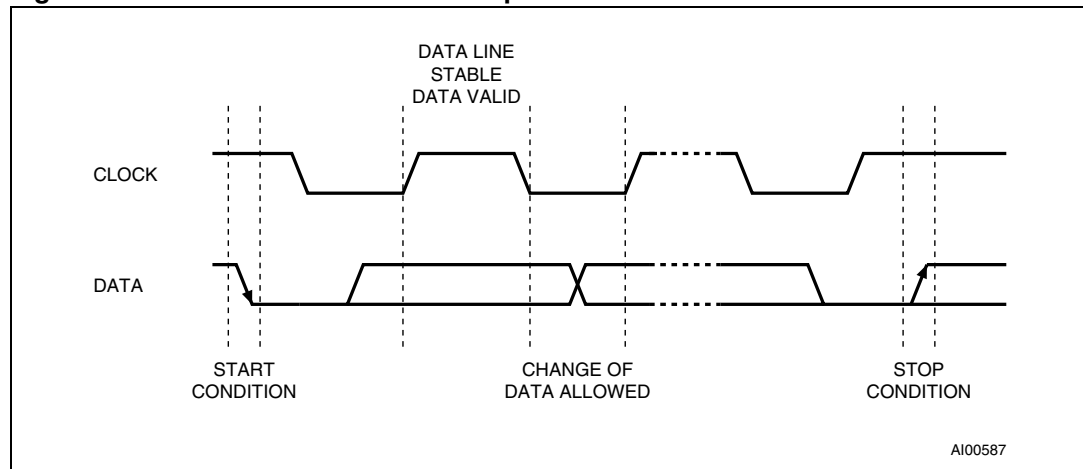 DATA LINE
STABLE
DATA VALID
CLOCK
DATA
START
CONDITION
CHANGE OF
DATA ALLOWED
STOP
CONDITION
AI00587